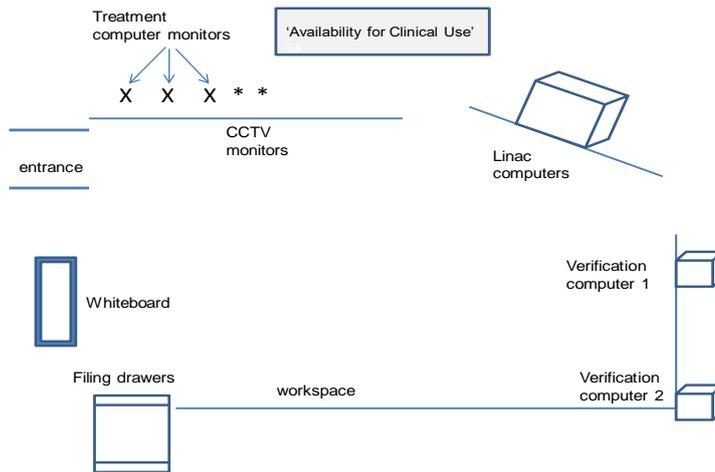 Treatment
computer monitors
'Availability for Clinical Use'
X X X * *
CCTV
monitors
entrance
Linac
computers
Verification
computer 1
Whiteboard
Filing drawers
workspace
Verification
computer 2